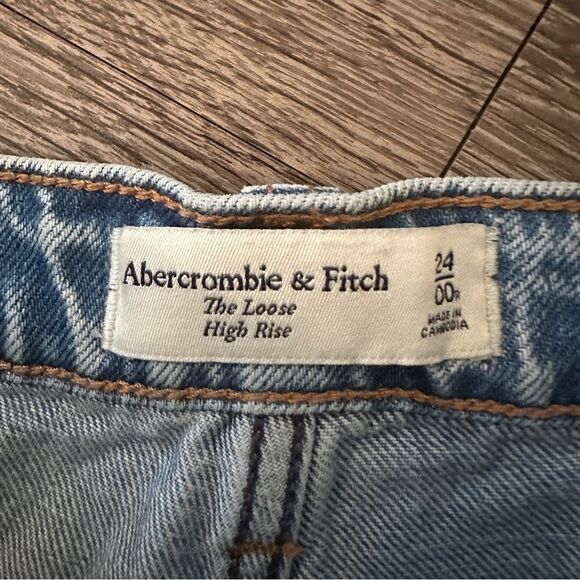 Abercrombie & Fitch
The Loose
High Rise
24
00R
MADE IN
CAMBODIA